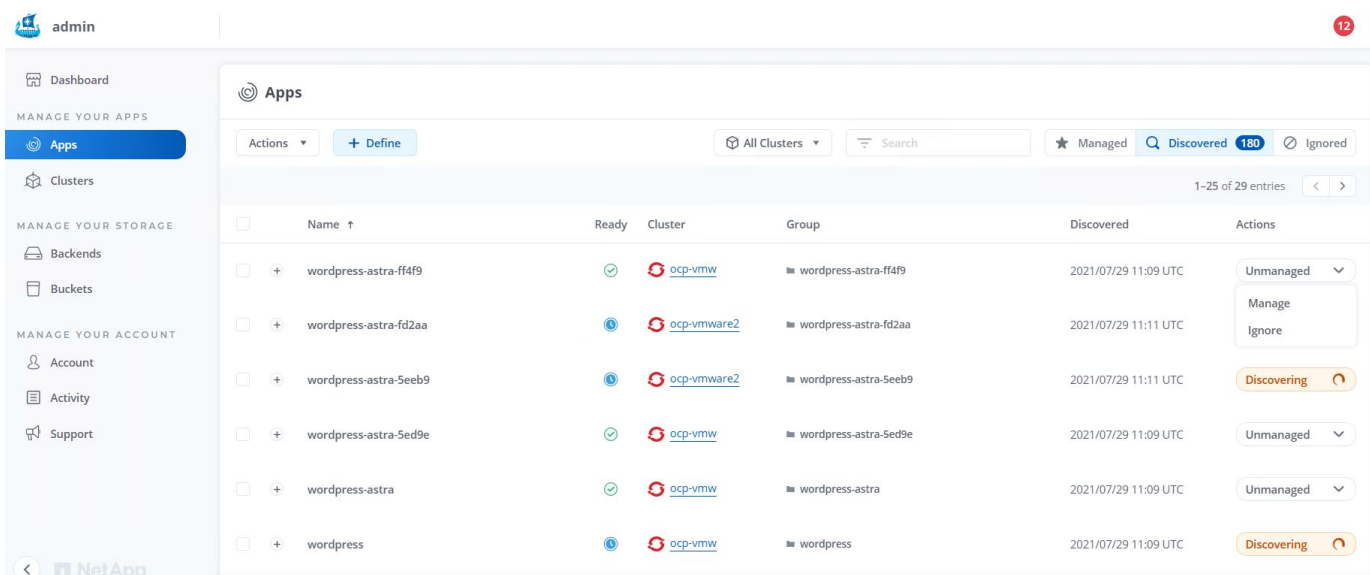 admin
12
Dashboard
MANAGE YOUR APPS
Apps
Clusters
MANAGE YOUR STORAGE
Backends
Buckets
MANAGE YOUR ACCOUNT
Account
Activity
Support
NetApp
Apps
Actions + Define All Clusters Search Managed Discovered 180 Ignored
1–25 of 29 entries < >
Name ↑ Ready Cluster Group Discovered Actions
+ wordpress-astra-ff4f9 ocp-vmw wordpress-astra-ff4f9 2021/07/29 11:09 UTC Unmanaged
Manage
Ignore
+ wordpress-astra-fd2aa ocp-vmware2 wordpress-astra-fd2aa 2021/07/29 11:11 UTC
+ wordpress-astra-5eeb9 ocp-vmware2 wordpress-astra-5eeb9 2021/07/29 11:11 UTC Discovering
+ wordpress-astra-5ed9e ocp-vmw wordpress-astra-5ed9e 2021/07/29 11:09 UTC Unmanaged
+ wordpress-astra ocp-vmw wordpress-astra 2021/07/29 11:09 UTC Unmanaged
+ wordpress ocp-vmw wordpress 2021/07/29 11:09 UTC Discovering